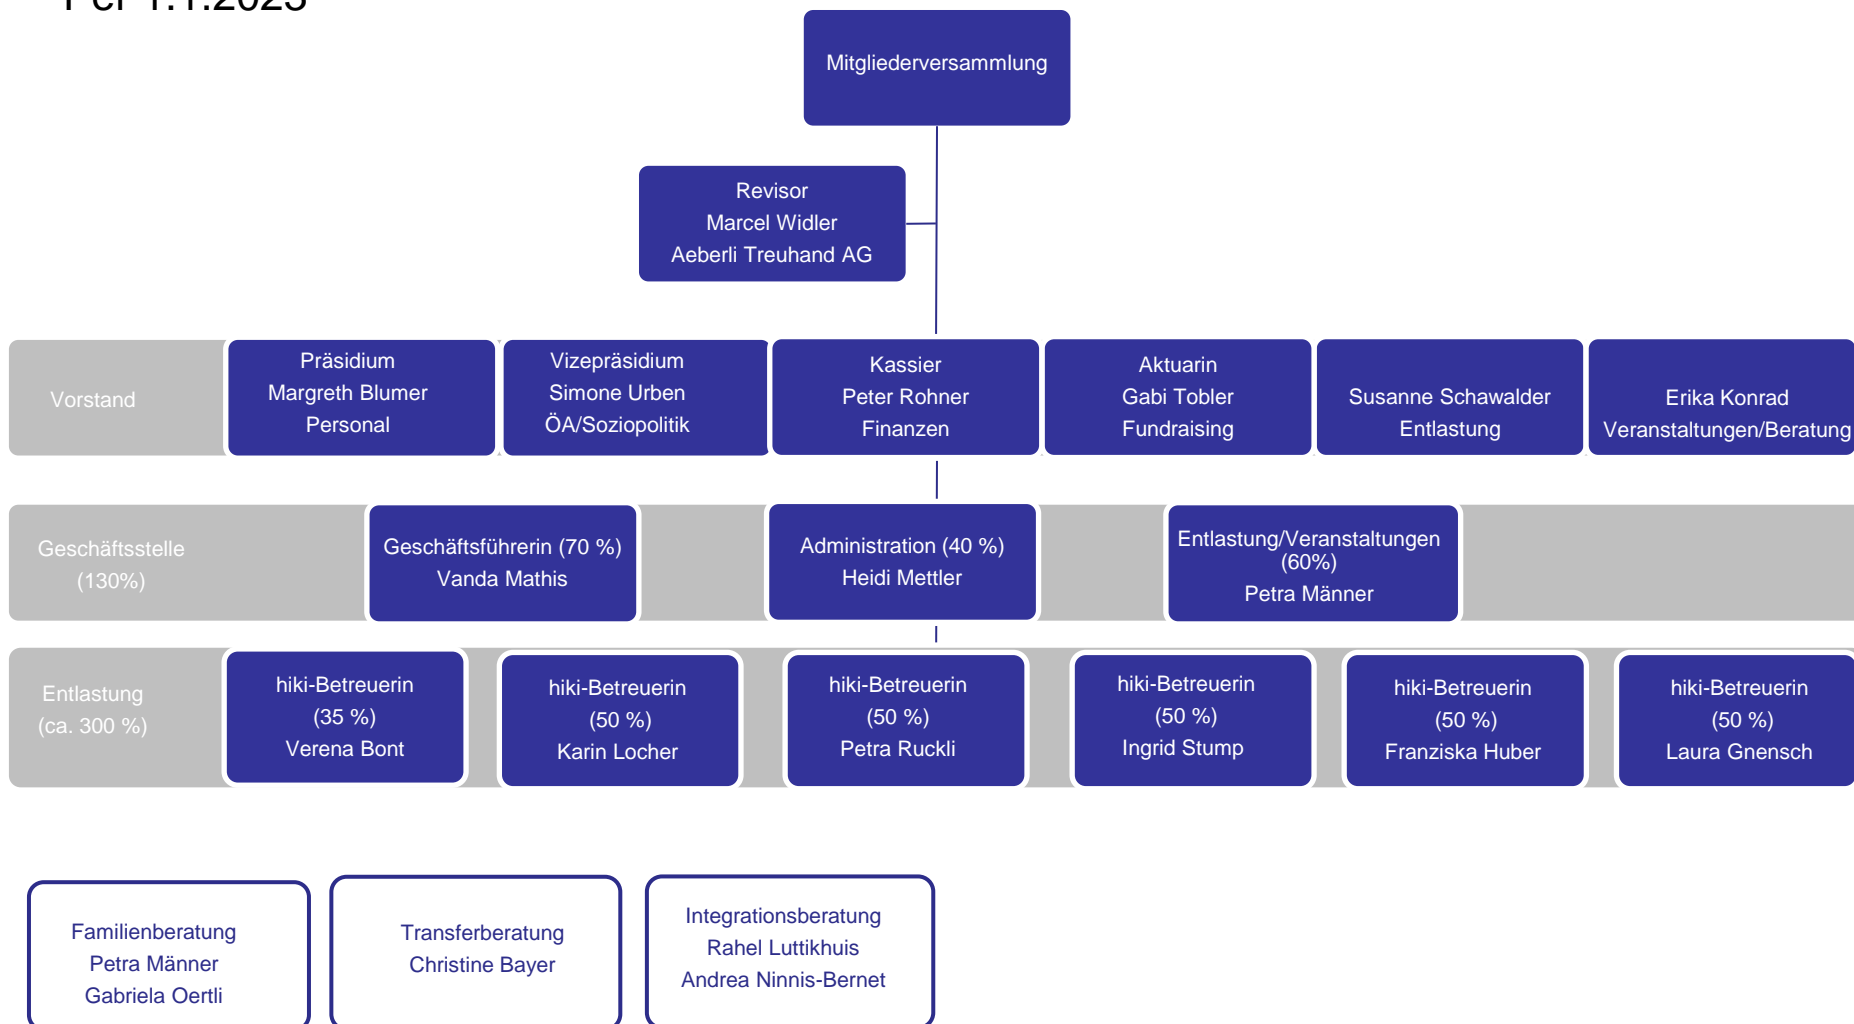 Per 1.1.2023
Mitgliederversammlung
Revisor
Marcel Widler
Aeberli Treuhand AG
Vorstand
Präsidium
Margreth Blumer
Personal
Vizepräsidium
Simone Urben
ÖA/Soziopolitik
Kassier
Peter Rohner
Finanzen
Aktuarin
Gabi Tobler
Fundraising
Susanne Schawalder
Entlastung
Erika Konrad
Veranstaltungen/Beratung
Geschäftsstelle
(130%)
Geschäftsführerin (70 %)
Vanda Mathis
Administration (40 %)
Heidi Mettler
Entlastung/Veranstaltungen
(60%)
Petra Männer
Entlastung
(ca. 300 %)
hiki-Betreuerin
(35 %)
Verena Bont
hiki-Betreuerin
(50 %)
Karin Locher
hiki-Betreuerin
(50 %)
Petra Ruckli
hiki-Betreuerin
(50 %)
Ingrid Stump
hiki-Betreuerin
(50 %)
Franziska Huber
hiki-Betreuerin
(50 %)
Laura Gnensch
Familienberatung
Petra Männer
Gabriela Oertli
Transferberatung
Christine Bayer
Integrationsberatung
Rahel Luttikhuis
Andrea Ninnis-Bernet